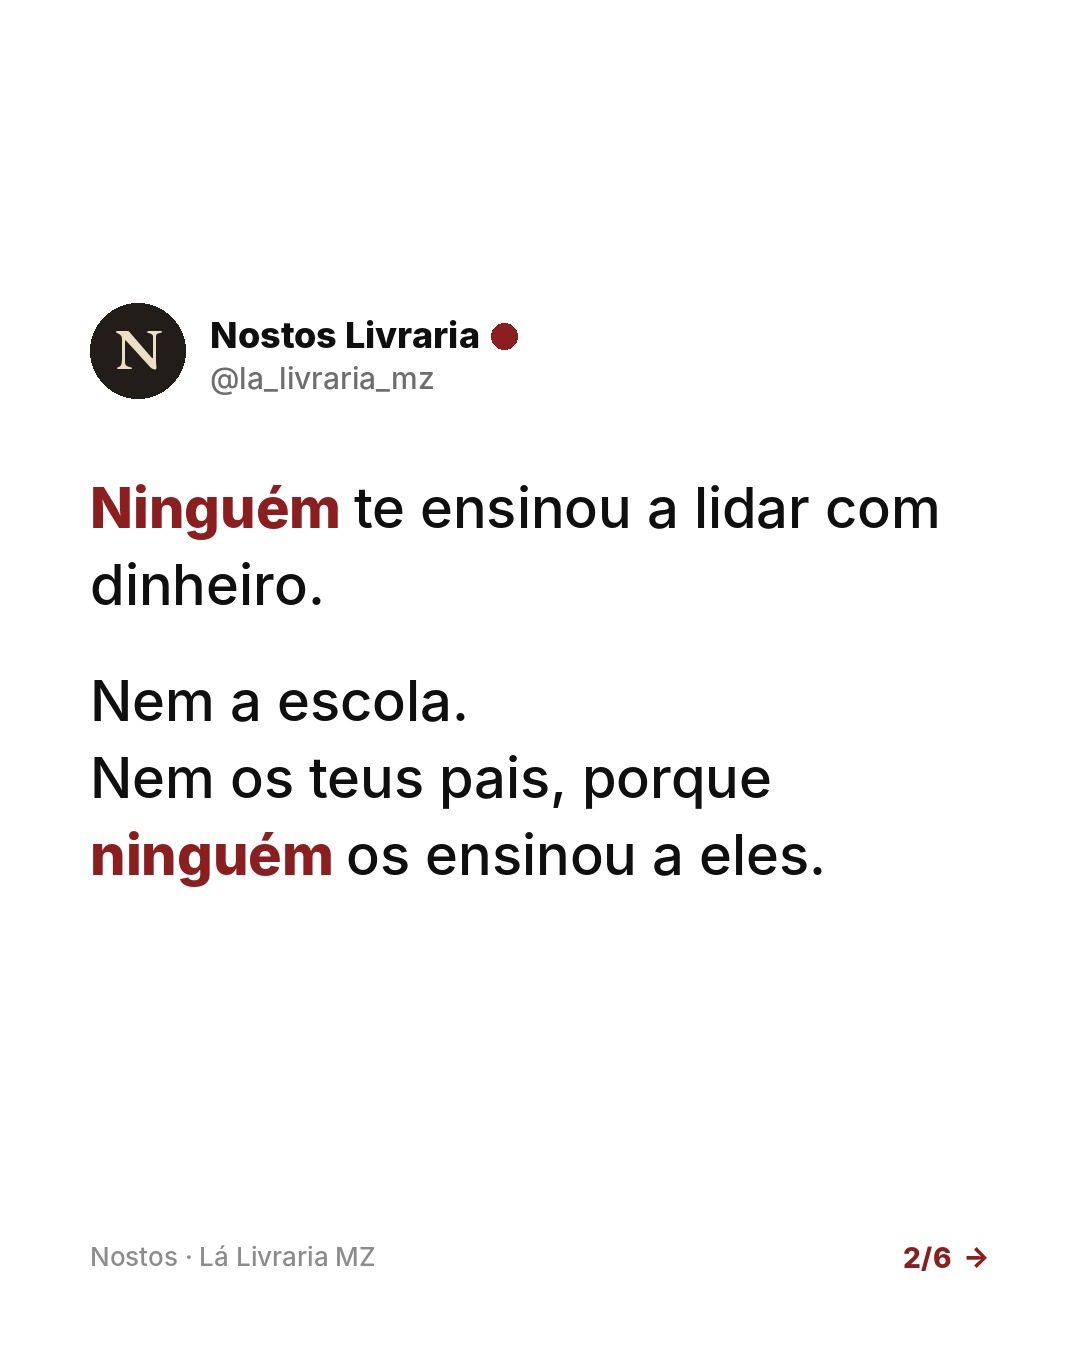 N
Nostos Livraria
@la_livraria_mz
Ninguém te ensinou a lidar com
dinheiro.
Nem a escola.
Nem os teus pais, porque
ninguém os ensinou a eles.
Nostos · Lá Livraria MZ
2/6 →